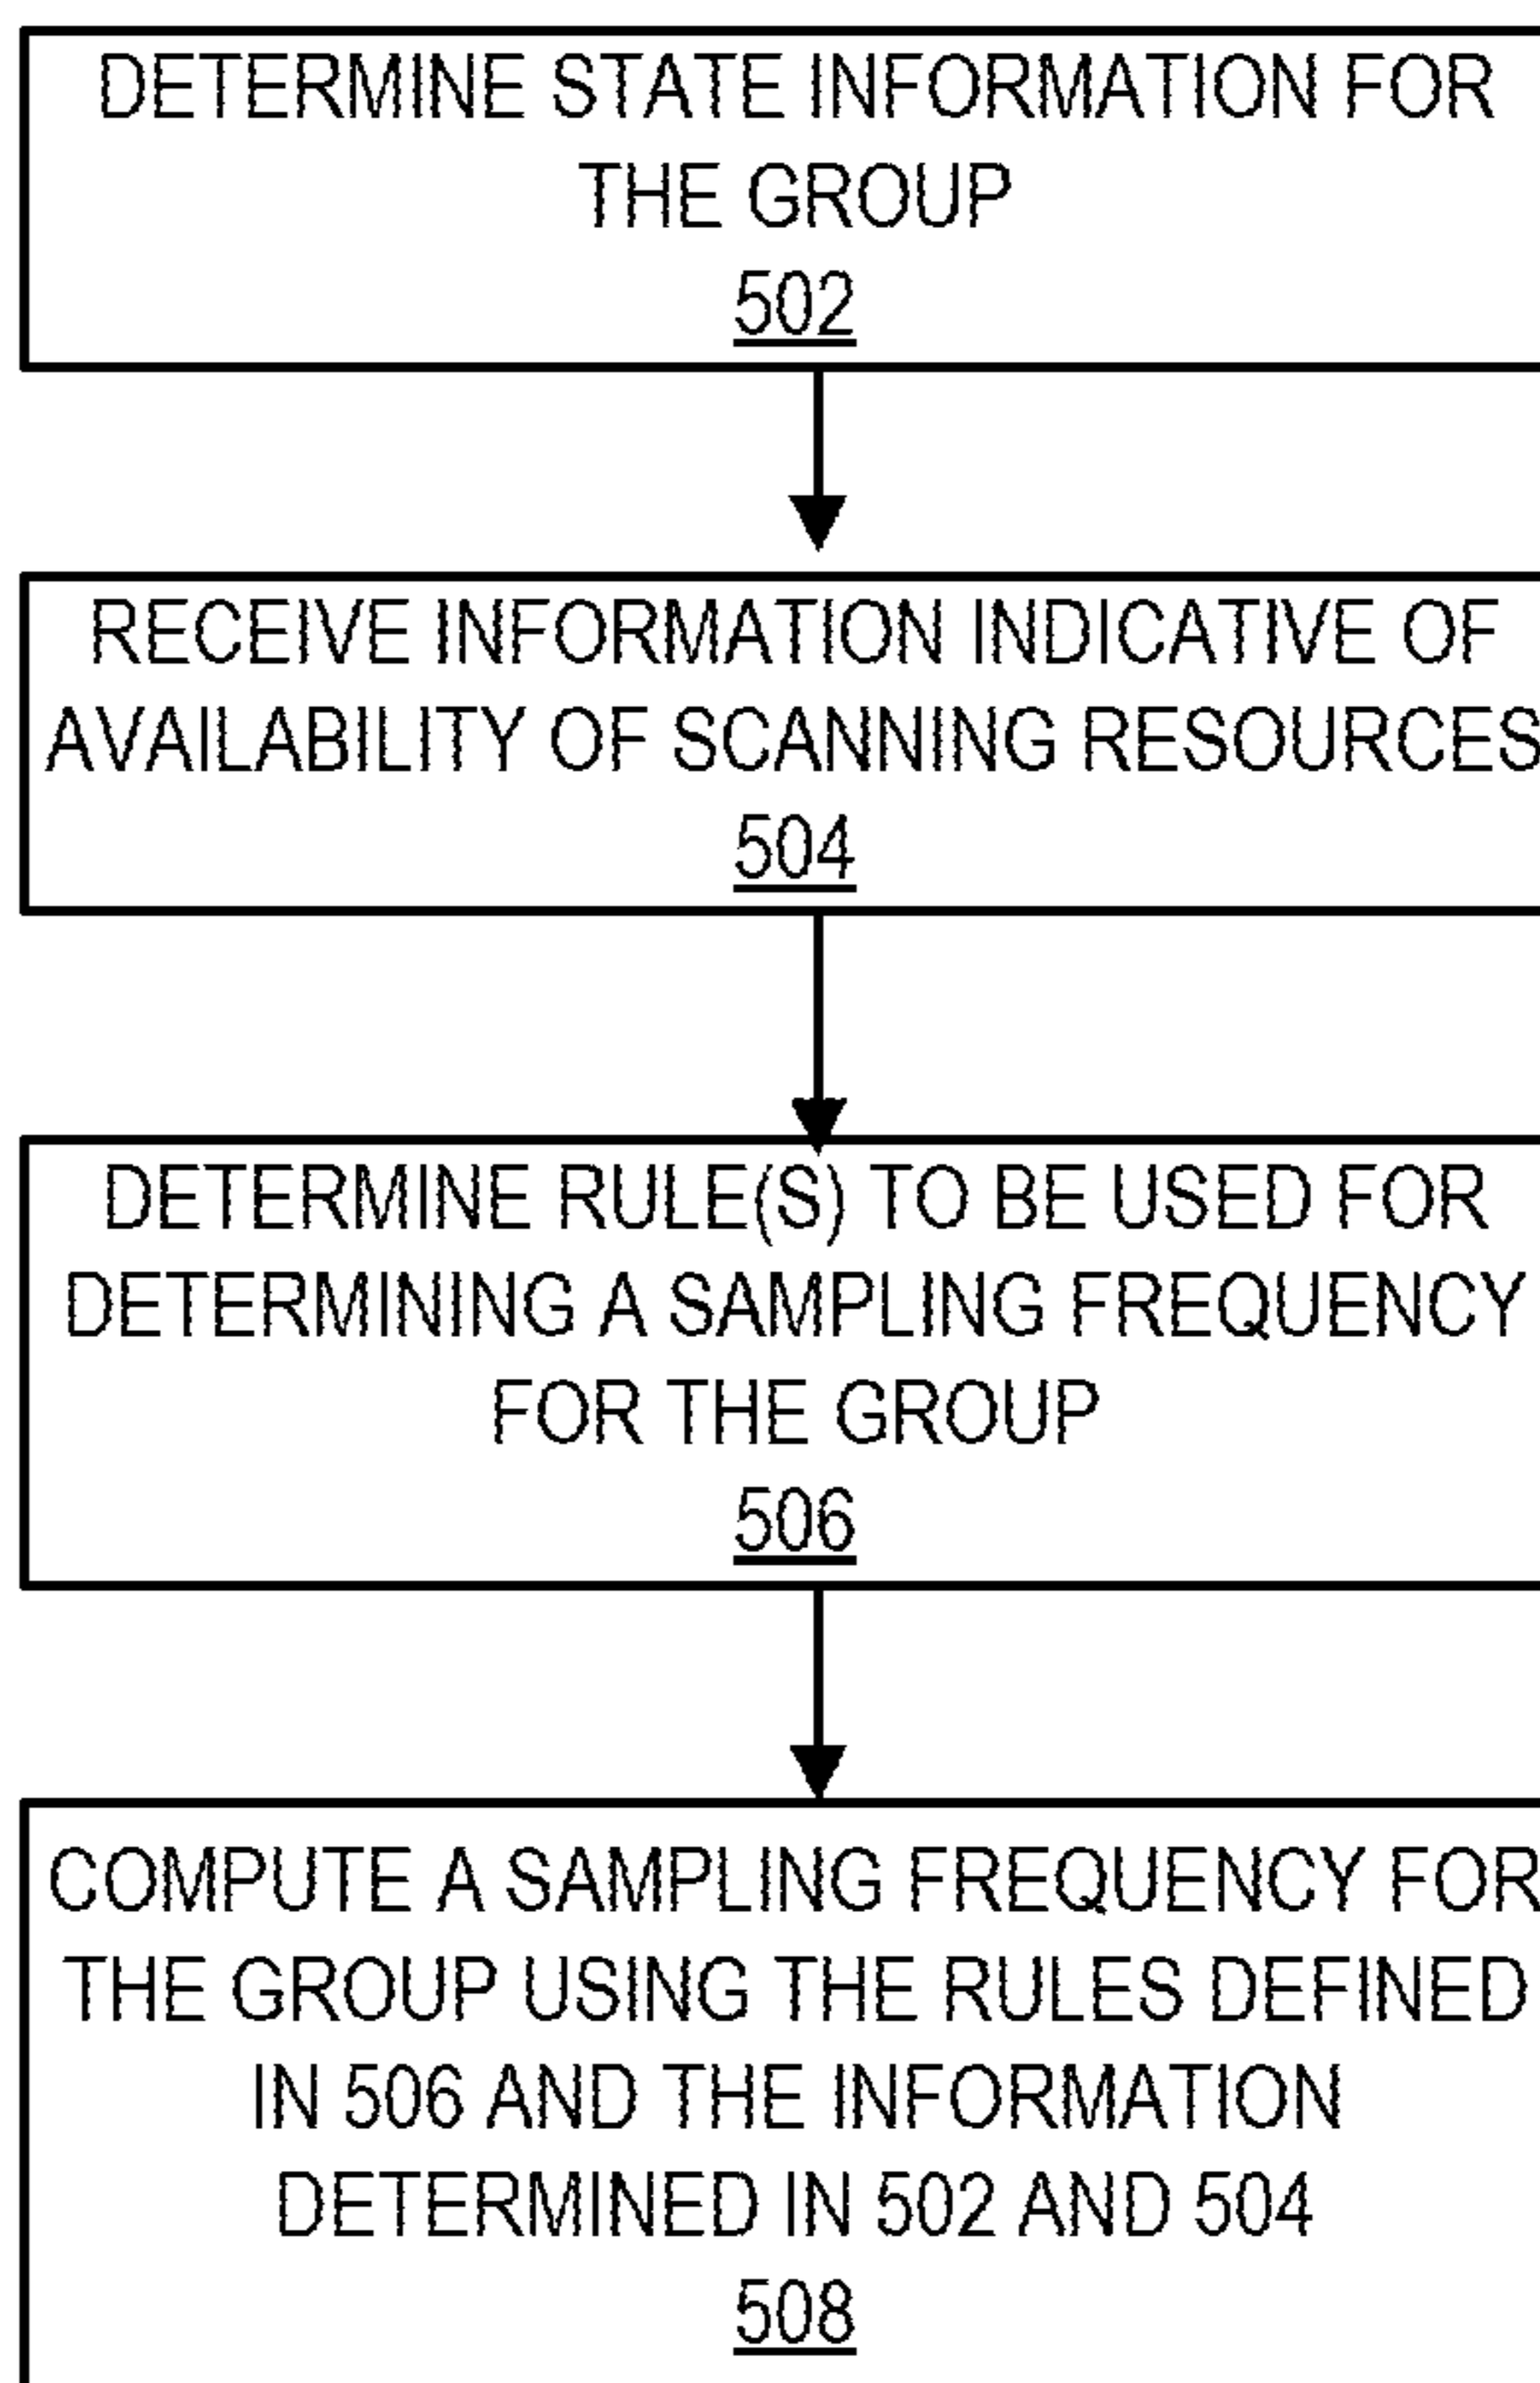 DETERMINE STATE INFORMATION FOR
THE GROUP
502
RECEIVE INFORMATION INDICATIVE OF
AVAILABILITY OF SCANNING RESOURCES
504
DETERMINE RULE(S) TO BE USED FOR
DETERMINING A SAMPLING FREQUENCY
FOR THE GROUP
506
COMPUTE A SAMPLING FREQUENCY FOR
THE GROUP USING THE RULES DEFINED
IN 506 AND THE INFORMATION
DETERMINED IN 502 AND 504
508